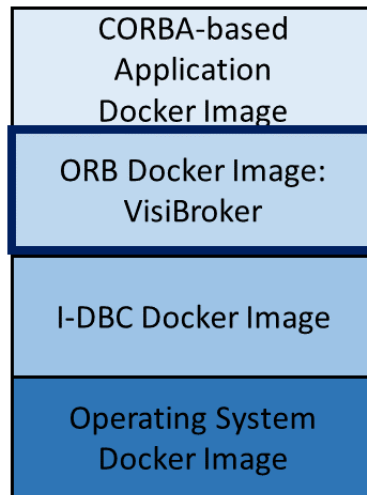 CORBA-based
Application
Docker Image
ORB Docker Image:
VisiBroker
I-DBC Docker Image
Operating System
Docker Image